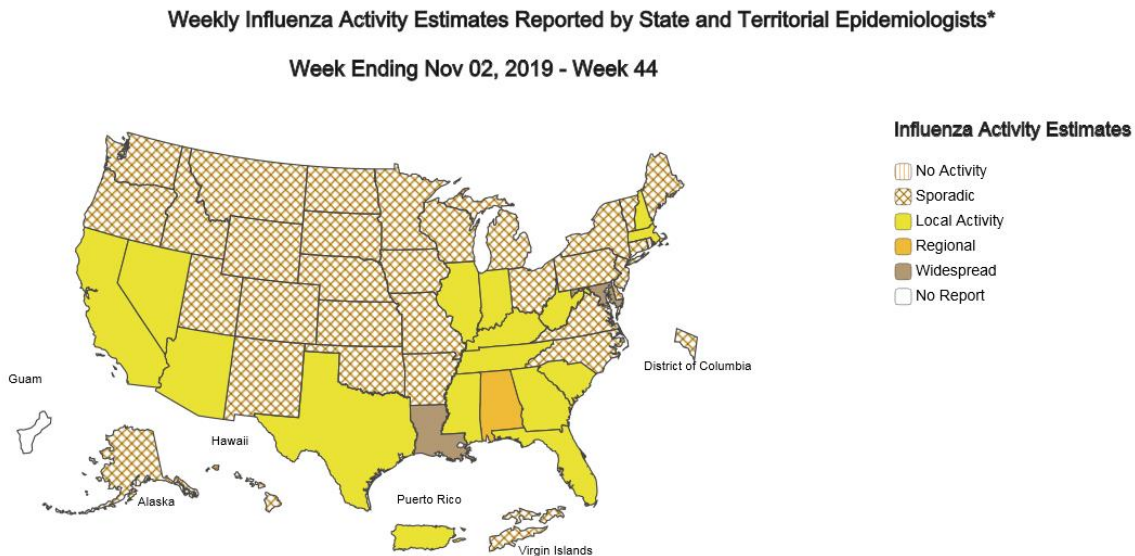 Weekly Influenza Activity Estimates Reported by State and Territorial Epidemiologists*
Week Ending Nov 02, 2019 - Week 44
Influenza Activity Estimates
No Activity
Sporadic
Local Activity
Regional
Widespread
No Report
District of Columbia
Guam
Hawaii
Alaska
Puerto Rico
Virgin Islands